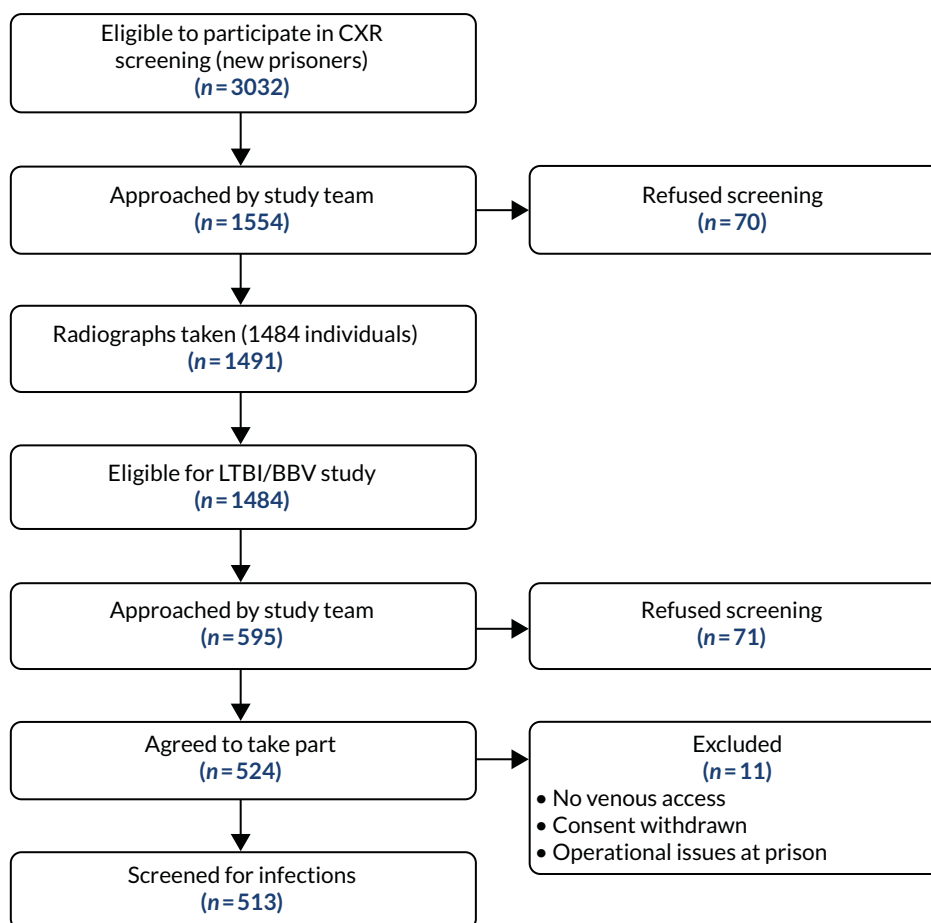 Eligible to participate in CXR
screening (new prisoners)
(n=3032)
Approached by study team
(n=1554)
Refused screening
(n=70)
Radiographs taken (1484 individuals)
(n=1491)
Eligible for LTBI/BBV study
(n=1484)
Approached by study team
(n=595)
Refused screening
(n=71)
Agreed to take part
(n=524)
Excluded
(n=11)
• No venous access
• Consent withdrawn
• Operational issues at prison
Screened for infections
(n=513)